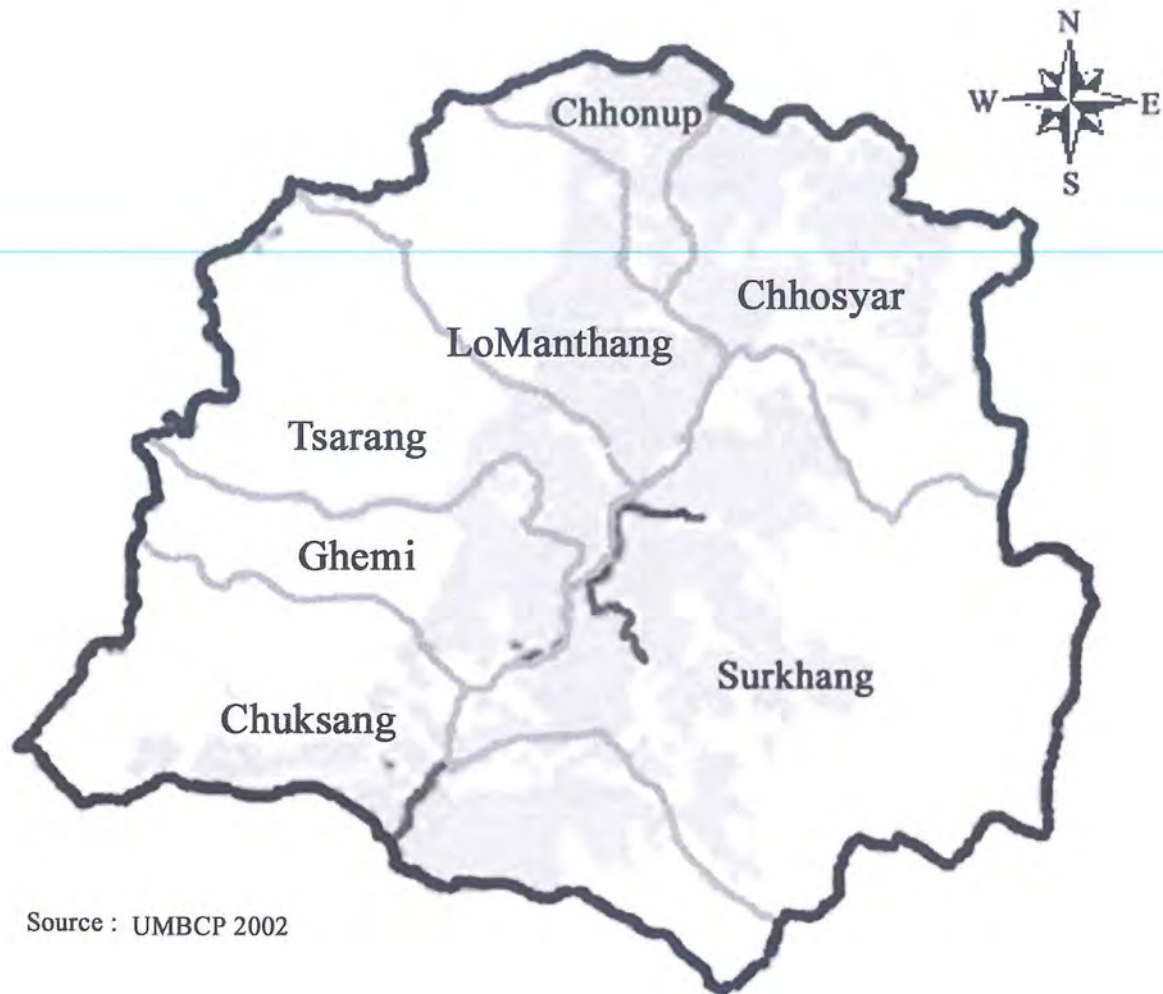 N
Chhonup
W E
S
Chhosyar
LoManthang
Tsarang
Ghemi
Surkhang
Chuksang
Source : UMBCP 2002